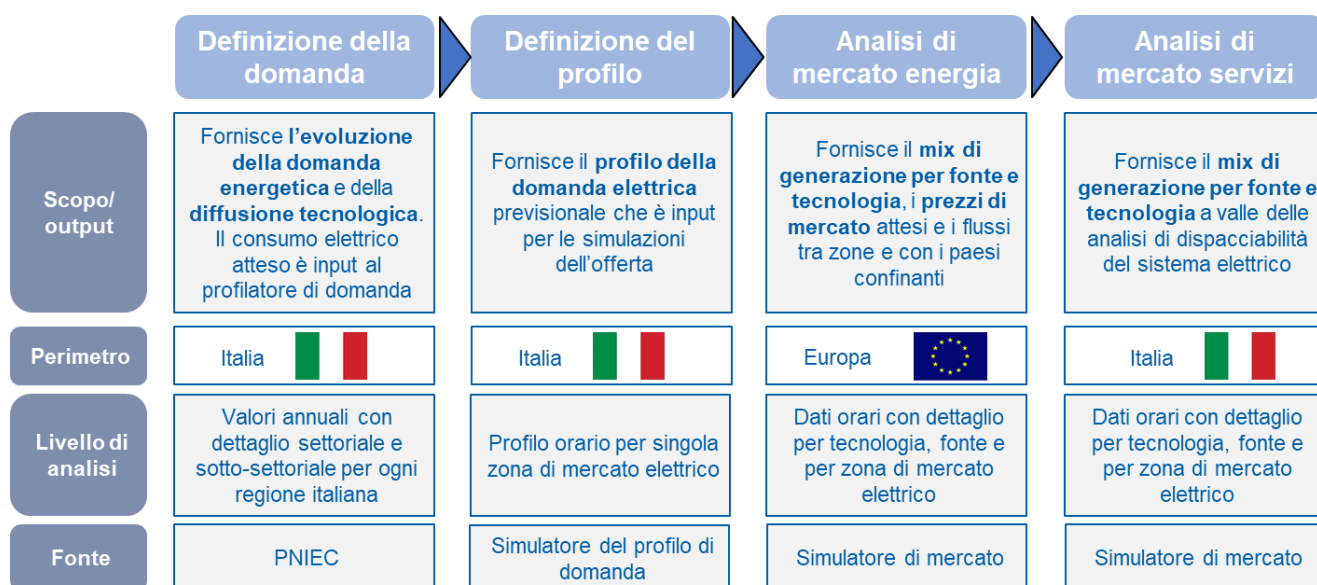 Definizione della
domanda
Definizione del
profilo
Analisi di
mercato energia
Analisi di
mercato servizi
Scopo/
output
Fornisce l’evoluzione
della domanda
energetica e della
diffusione tecnologica.
Il consumo elettrico
atteso è input al
profilatore di domanda
Fornisce il profilo della
domanda elettrica
previsionale che è input
per le simulazioni
dell’offerta
Fornisce il mix di
generazione per fonte e
tecnologia, i prezzi di
mercato attesi e i flussi
tra zone e con i paesi
confinanti
Fornisce il mix di
generazione per fonte e
tecnologia a valle delle
analisi di dispacciabilità
del sistema elettrico
Perimetro
Italia
Italia
Europa
Italia
Livello di
analisi
Valori annuali con
dettaglio settoriale e
sotto-settoriale per ogni
regione italiana
Profilo orario per singola
zona di mercato elettrico
Dati orari con dettaglio
per tecnologia, fonte e
per zona di mercato
elettrico
Dati orari con dettaglio
per tecnologia, fonte e
per zona di mercato
elettrico
Fonte
PNIEC
Simulatore del profilo di
domanda
Simulatore di mercato
Simulatore di mercato